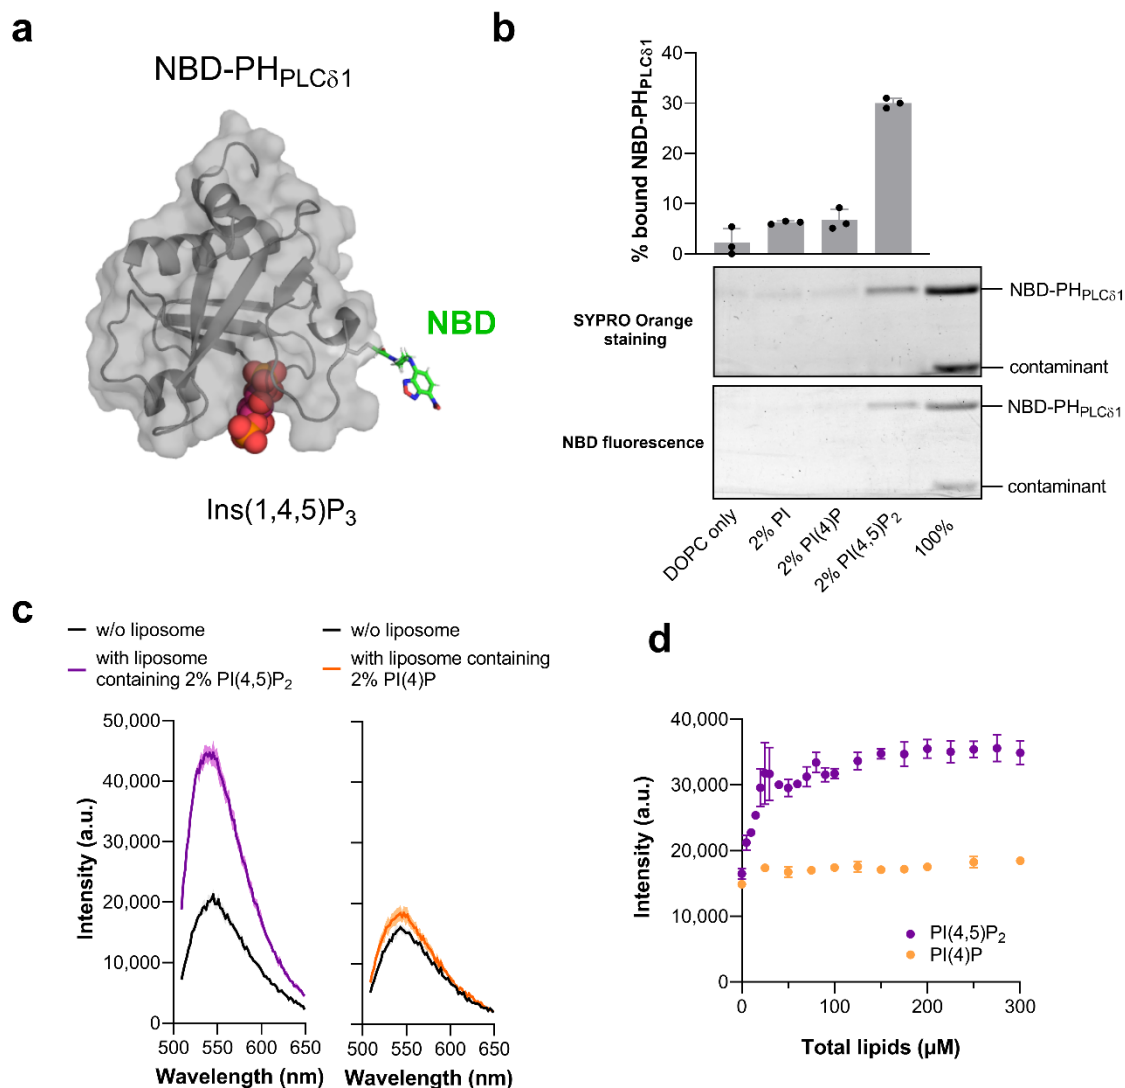 a
NBD-PHPLCδ1
NBD
Ins(1,4,5)P3
b
% bound NBD-PHPLCδ1
40
30
20
10
0
SYPRO Orange
staining
NBD-PHPLCδ1
contaminant
NBD fluorescence
NBD-PHPLCδ1
contaminant
DOPC only
2% PI
2% PI(4)P
2% PI(4,5)P2
100%
c
w/o liposome
with liposome
containing 2% PI(4,5)P2
w/o liposome
with liposome containing
2% PI(4)P
Intensity (a.u.)
50,000
40,000
30,000
20,000
10,000
0
500 550 600 650
Wavelength (nm)
500 550 600 650
Wavelength (nm)
d
Intensity (a.u.)
40,000
30,000
20,000
10,000
0
PI(4,5)P2
PI(4)P
0 100 200 300
Total lipids (µM)